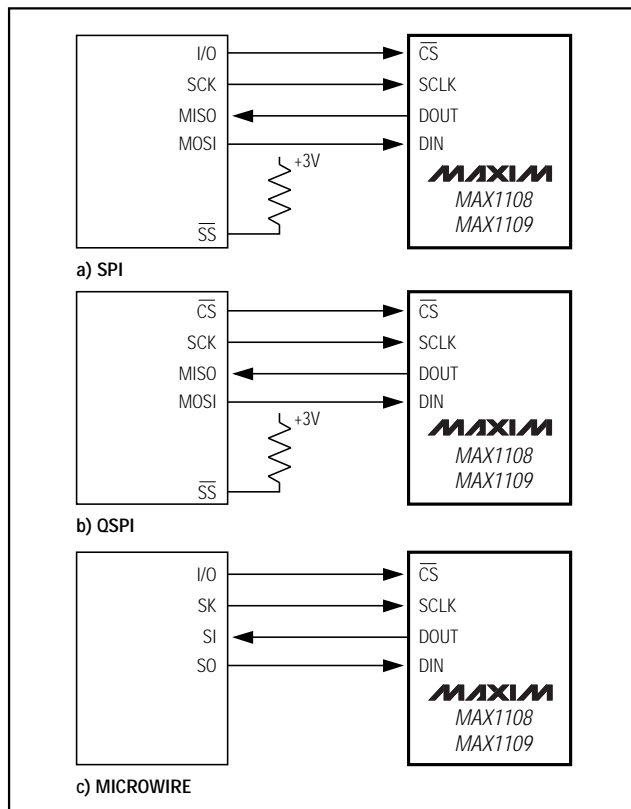 I/O CS
SCK SCLK
MISO DOUT
MOSI DIN
+3V
MAXIM
MAX1108
MAX1109
SS
a) SPI
CS CS
SCK SCLK
MISO DOUT
MOSI DIN
+3V
MAXIM
MAX1108
MAX1109
SS
b) QSPI
I/O CS
SK SCLK
SI DOUT
SO DIN
MAXIM
MAX1108
MAX1109
c) MICROWIRE